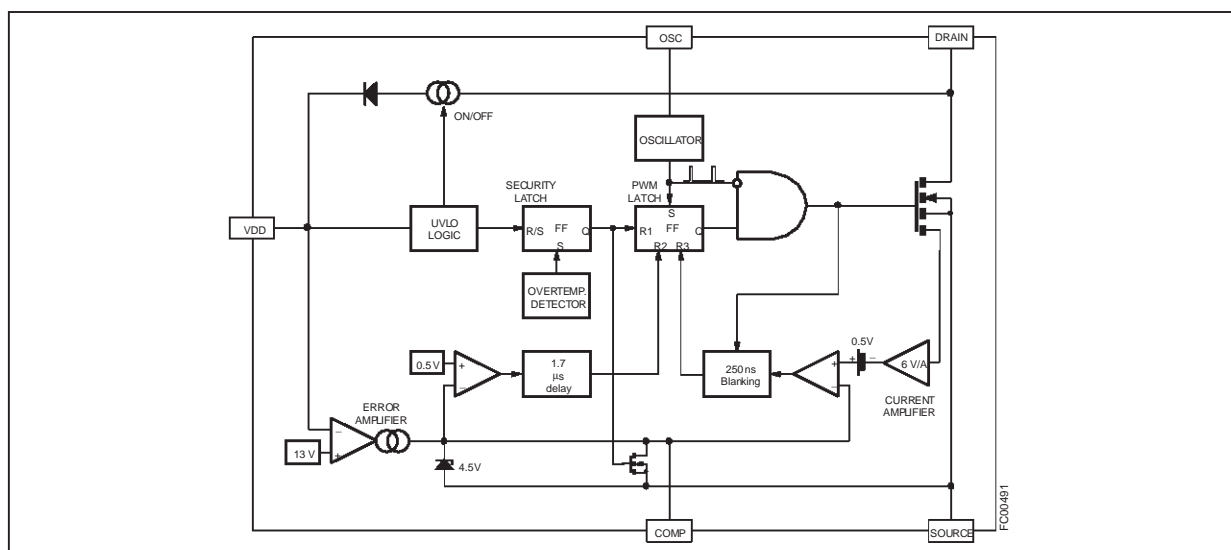 OSC
DRAIN
ON/OFF
OSCILLATOR
SECURITY
LATCH
PWM
LATCH
VDD
UVLO
LOGIC
R/S
FF
S
Q
S
R1
FF
Q
R2
R3
OVERTEMP.
DETECTOR
0.5V
+
−
1.7
µs
delay
250ns
Blanking
+
−
0.5V
+
−
6 V/A
CURRENT
AMPLIFIER
ERROR
AMPLIFIER
13 V
−
+
4.5V
COMP
SOURCE
FC00491